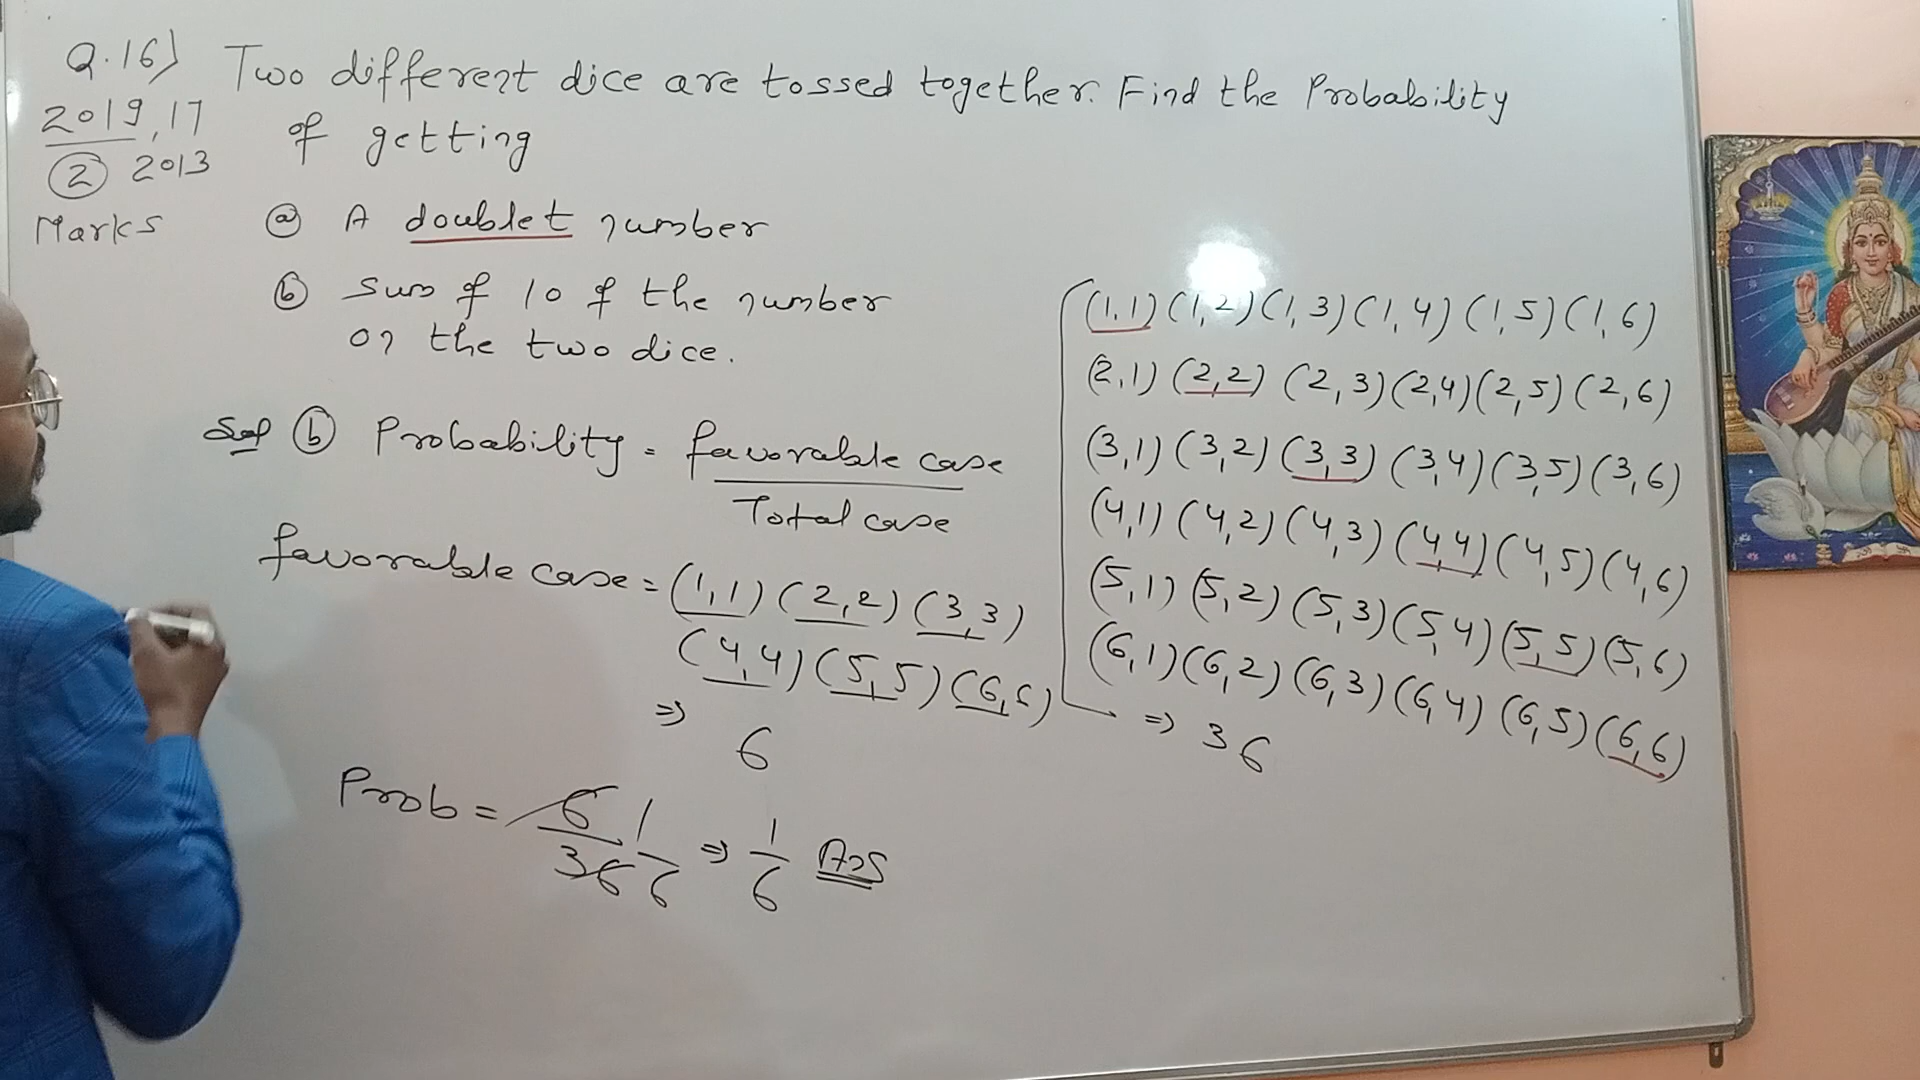 Q.16) Two different dice are tossed together. Find the Probability
2019, 17 of getting
② 2013
Marks
ⓐ A doublet number
ⓑ Sum of 10 of the number
on the two dice.
Sol ⓑ Probability = favorable case
Total case
favorable case = (1,1) (2,2) (3,3)
(4,4) (5,5) (6,6)
⇒ 6
Prob = 6/36 1/6 ⇒ 1/6 Ans
(1,1) (1,2) (1,3) (1,4) (1,5) (1,6)
(2,1) (2,2) (2,3) (2,4) (2,5) (2,6)
(3,1) (3,2) (3,3) (3,4) (3,5) (3,6)
(4,1) (4,2) (4,3) (4,4) (4,5) (4,6)
(5,1) (5,2) (5,3) (5,4) (5,5) (5,6)
(6,1) (6,2) (6,3) (6,4) (6,5) (6,6)
⇒ 36